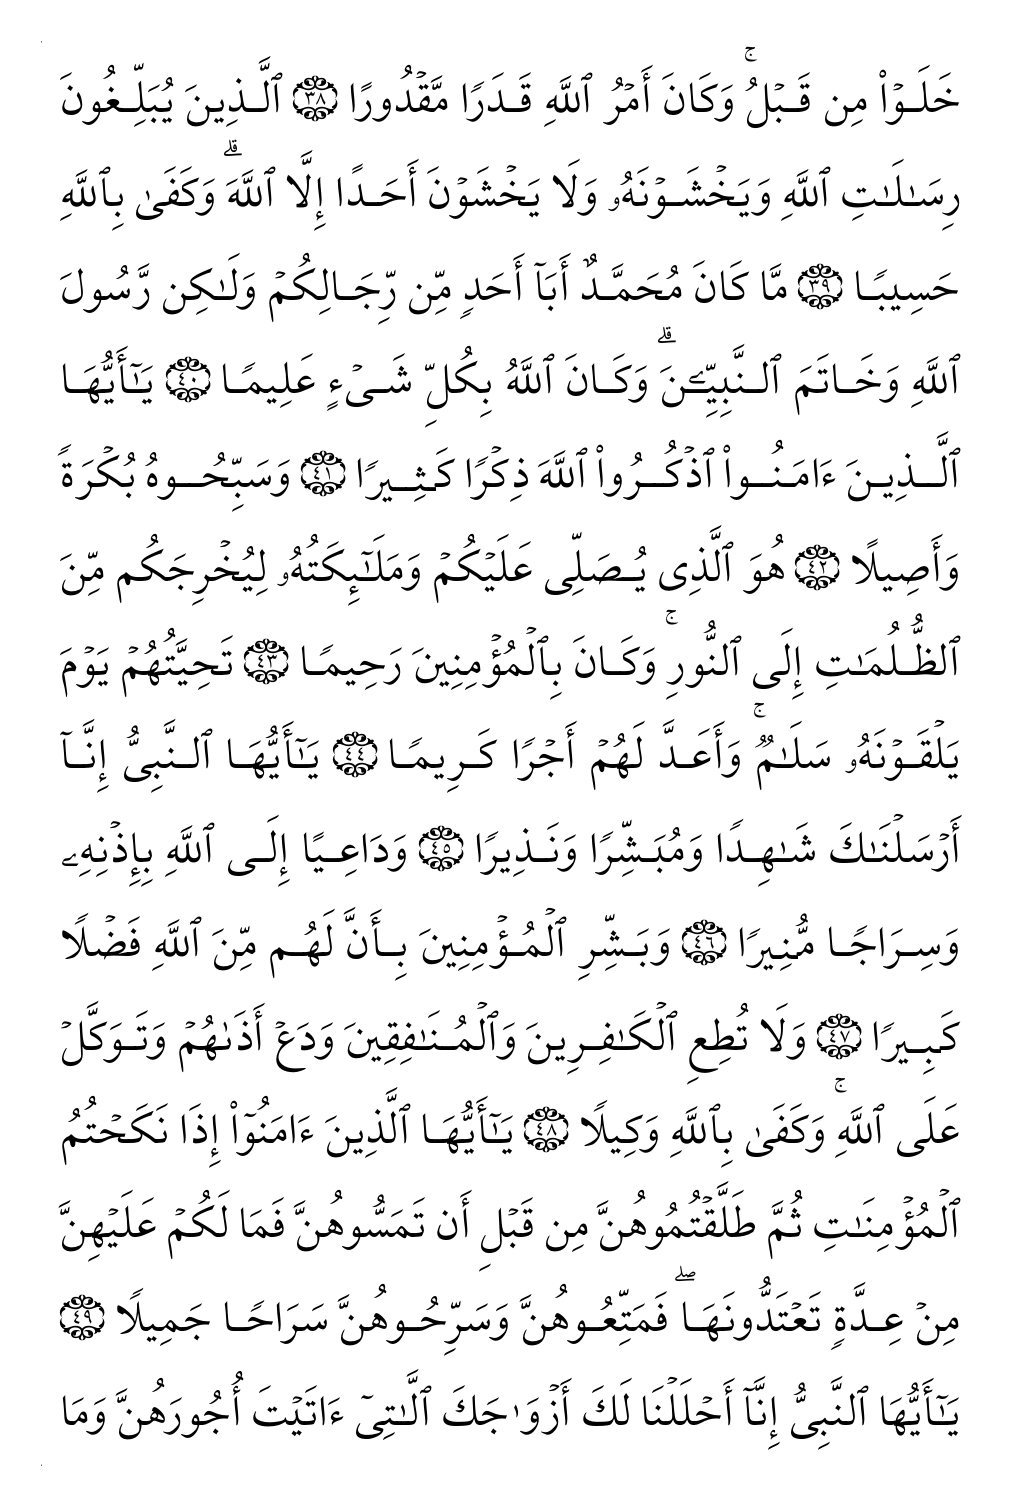 خَلَوۡاْ مِن قَبۡلُۚ وَكَانَ أَمۡرُ ٱللَّهِ قَدَرٗا مَّقۡدُورًا ٣٨ ٱلَّذِينَ يُبَلِّغُونَ
رِسَٰلَٰتِ ٱللَّهِ وَيَخۡشَوۡنَهُۥ وَلَا يَخۡشَوۡنَ أَحَدًا إِلَّا ٱللَّهَۗ وَكَفَىٰ بِٱللَّهِ
حَسِيبٗا ٣٩ مَّا كَانَ مُحَمَّدٌ أَبَآ أَحَدٖ مِّن رِّجَالِكُمۡ وَلَٰكِن رَّسُولَ
ٱللَّهِ وَخَاتَمَ ٱلنَّبِيِّـۧنَۗ وَكَانَ ٱللَّهُ بِكُلِّ شَيۡءٍ عَلِيمٗا ٤٠ يَٰٓأَيُّهَا
ٱلَّذِينَ ءَامَنُواْ ٱذۡكُرُواْ ٱللَّهَ ذِكۡرٗا كَثِيرٗا ٤١ وَسَبِّحُوهُ بُكۡرَةٗ
وَأَصِيلًا ٤٢ هُوَ ٱلَّذِي يُصَلِّي عَلَيۡكُمۡ وَمَلَٰٓئِكَتُهُۥ لِيُخۡرِجَكُم مِّنَ
ٱلظُّلُمَٰتِ إِلَى ٱلنُّورِۚ وَكَانَ بِٱلۡمُؤۡمِنِينَ رَحِيمٗا ٤٣ تَحِيَّتُهُمۡ يَوۡمَ
يَلۡقَوۡنَهُۥ سَلَٰمٞۚ وَأَعَدَّ لَهُمۡ أَجۡرٗا كَرِيمٗا ٤٤ يَٰٓأَيُّهَا ٱلنَّبِيُّ إِنَّآ
أَرۡسَلۡنَٰكَ شَٰهِدٗا وَمُبَشِّرٗا وَنَذِيرٗا ٤٥ وَدَاعِيًا إِلَى ٱللَّهِ بِإِذۡنِهِۦ
وَسِرَاجٗا مُّنِيرٗا ٤٦ وَبَشِّرِ ٱلۡمُؤۡمِنِينَ بِأَنَّ لَهُم مِّنَ ٱللَّهِ فَضۡلٗا
كَبِيرٗا ٤٧ وَلَا تُطِعِ ٱلۡكَٰفِرِينَ وَٱلۡمُنَٰفِقِينَ وَدَعۡ أَذَىٰهُمۡ وَتَوَكَّلۡ
عَلَى ٱللَّهِۚ وَكَفَىٰ بِٱللَّهِ وَكِيلٗا ٤٨ يَٰٓأَيُّهَا ٱلَّذِينَ ءَامَنُوٓاْ إِذَا نَكَحۡتُمُ
ٱلۡمُؤۡمِنَٰتِ ثُمَّ طَلَّقۡتُمُوهُنَّ مِن قَبۡلِ أَن تَمَسُّوهُنَّ فَمَا لَكُمۡ عَلَيۡهِنَّ
مِنۡ عِدَّةٖ تَعۡتَدُّونَهَاۖ فَمَتِّعُوهُنَّ وَسَرِّحُوهُنَّ سَرَاحٗا جَمِيلٗا ٤٩
يَٰٓأَيُّهَا ٱلنَّبِيُّ إِنَّآ أَحۡلَلۡنَا لَكَ أَزۡوَٰجَكَ ٱلَّٰتِيٓ ءَاتَيۡتَ أُجُورَهُنَّ وَمَا